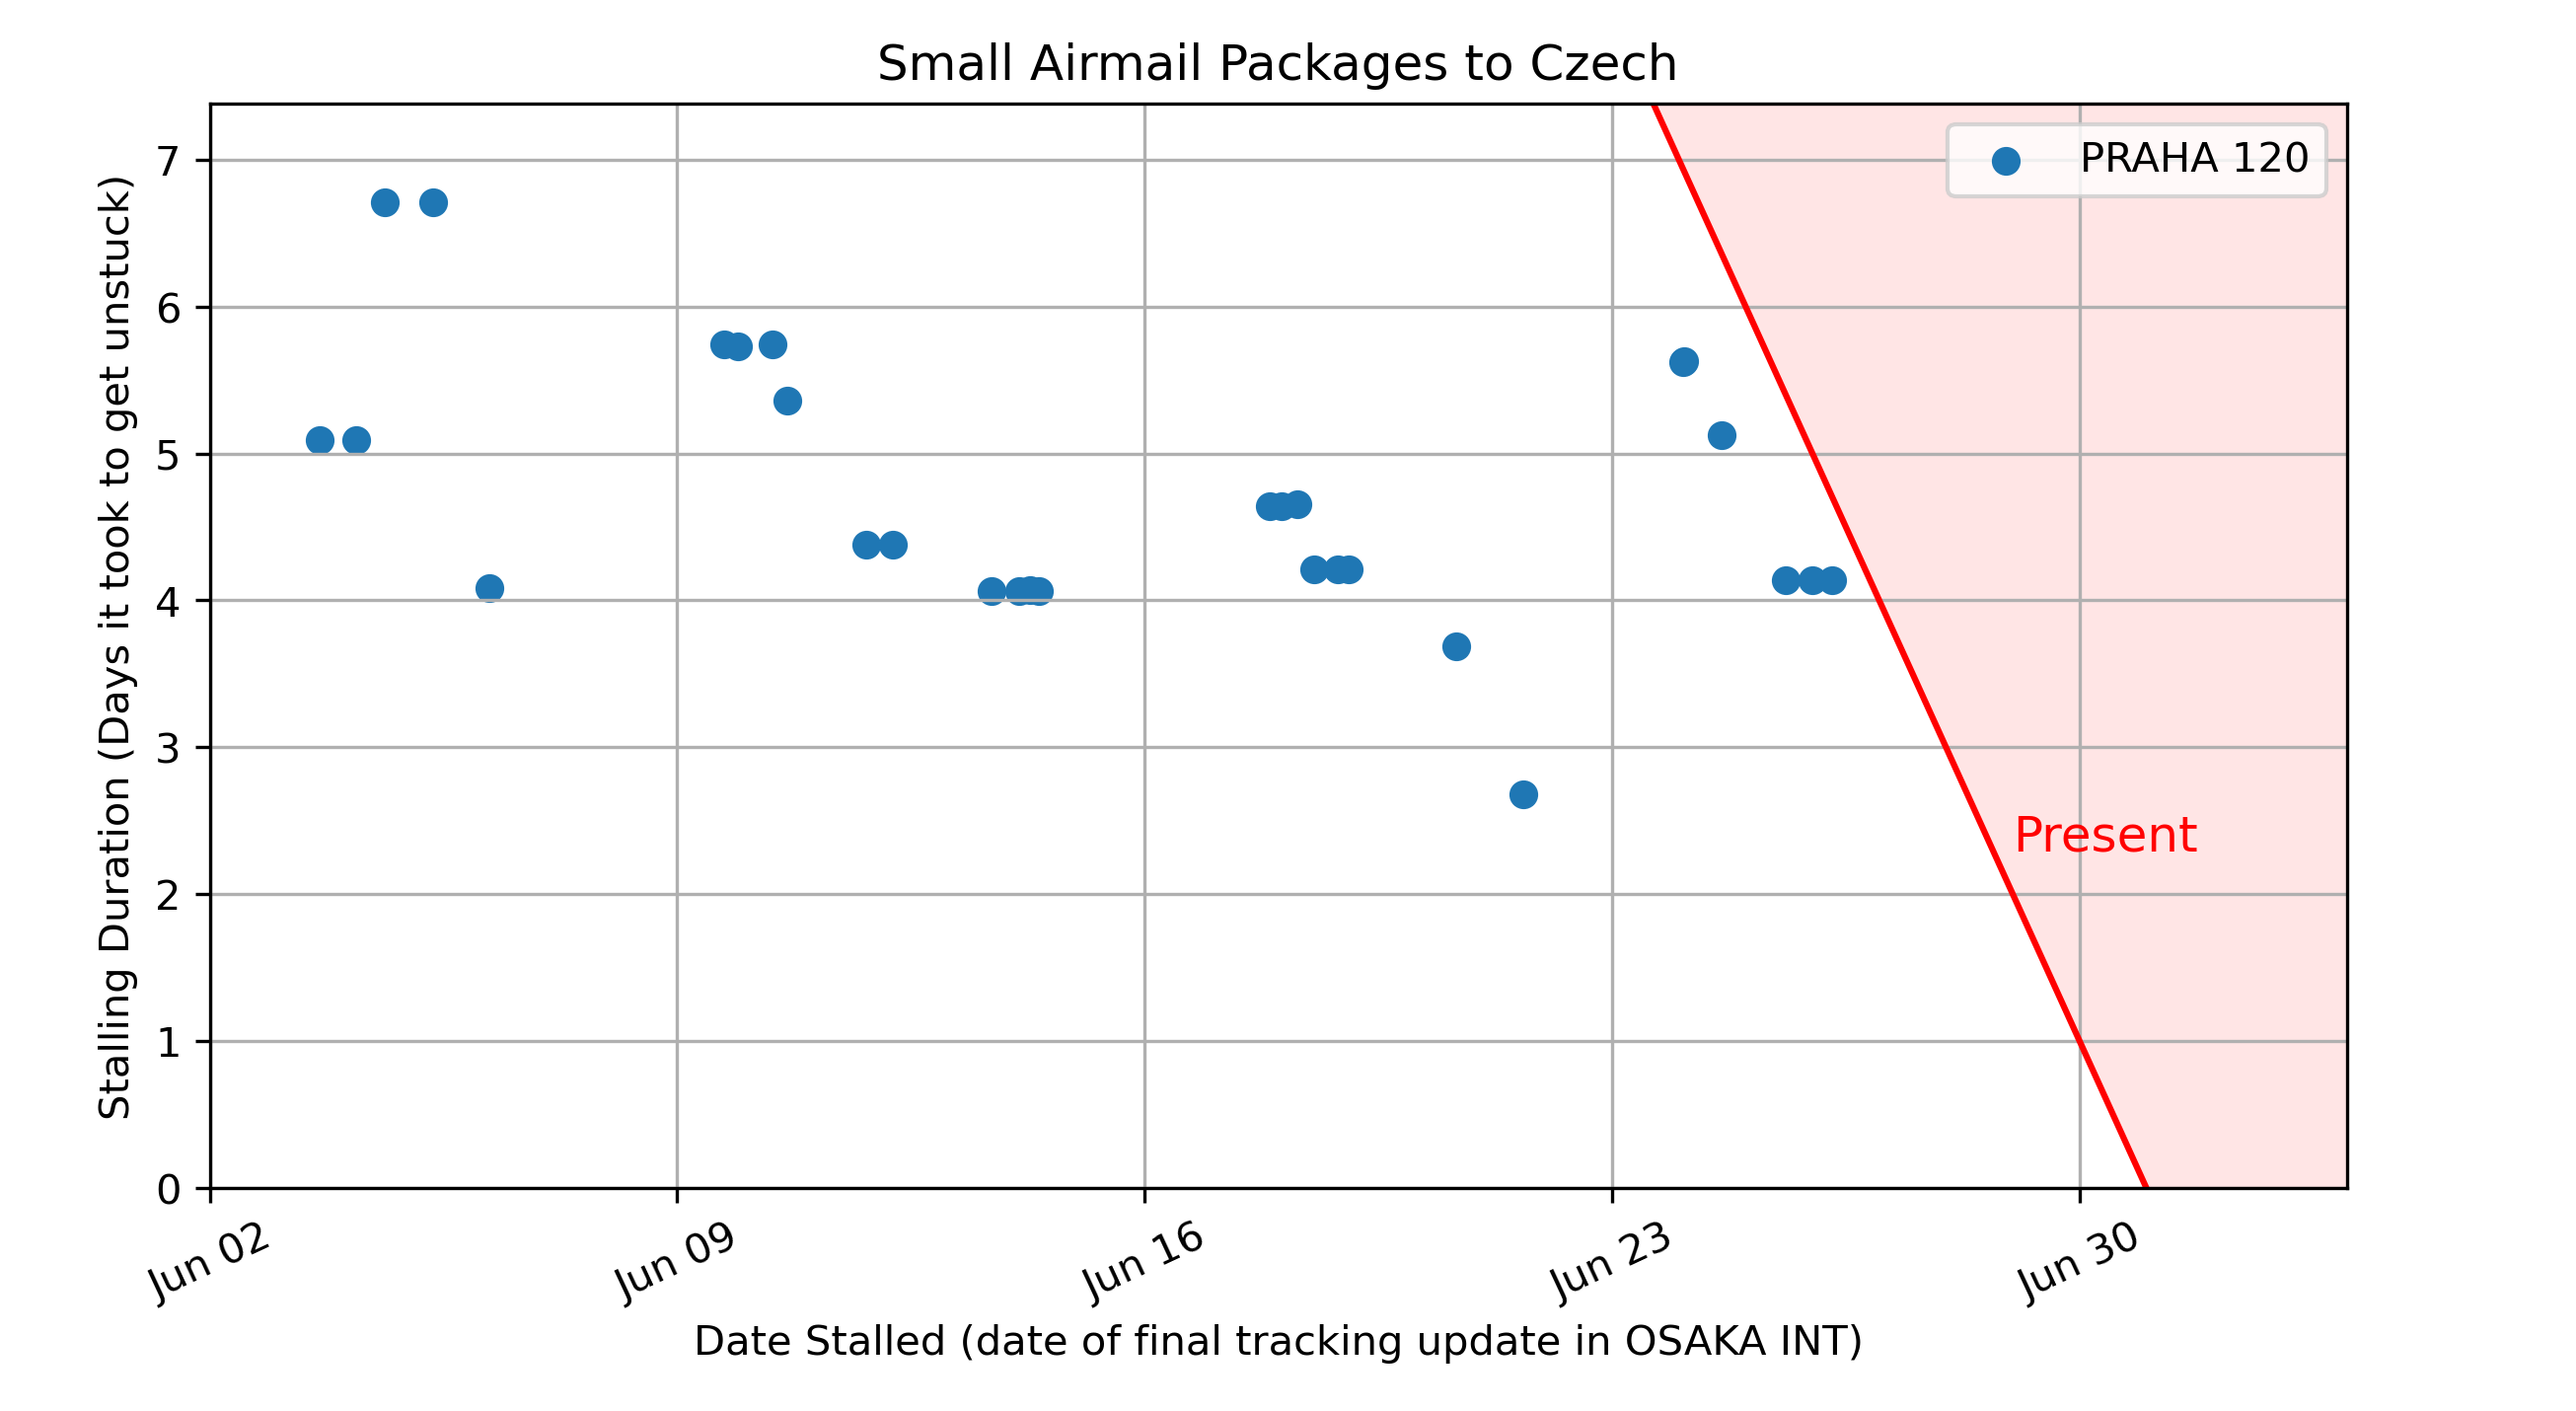 Small Airmail Packages to Czech
Stalling Duration (Days it took to get unstuck)
7
6
5
4
3
2
1
0
PRAHA 120
Present
Jun 02
Jun 09
Jun 16
Jun 23
Jun 30
Date Stalled (date of final tracking update in OSAKA INT)